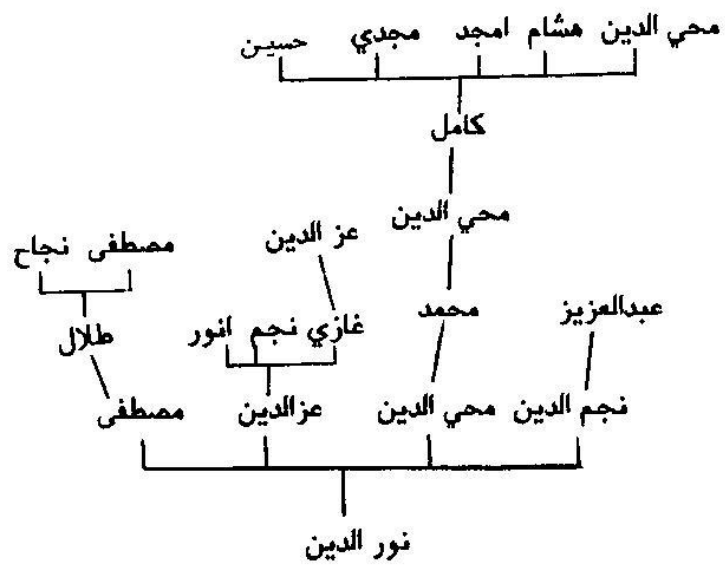 محي الدين هشام امجد مجدي حسين
كامل
محي الدين
عز الدين
مصطفى نجاح
عبدالعزيز
محمد
غازي نجم انور
طلال
نجم الدين محي الدين عزالدين مصطفى
نور الدين